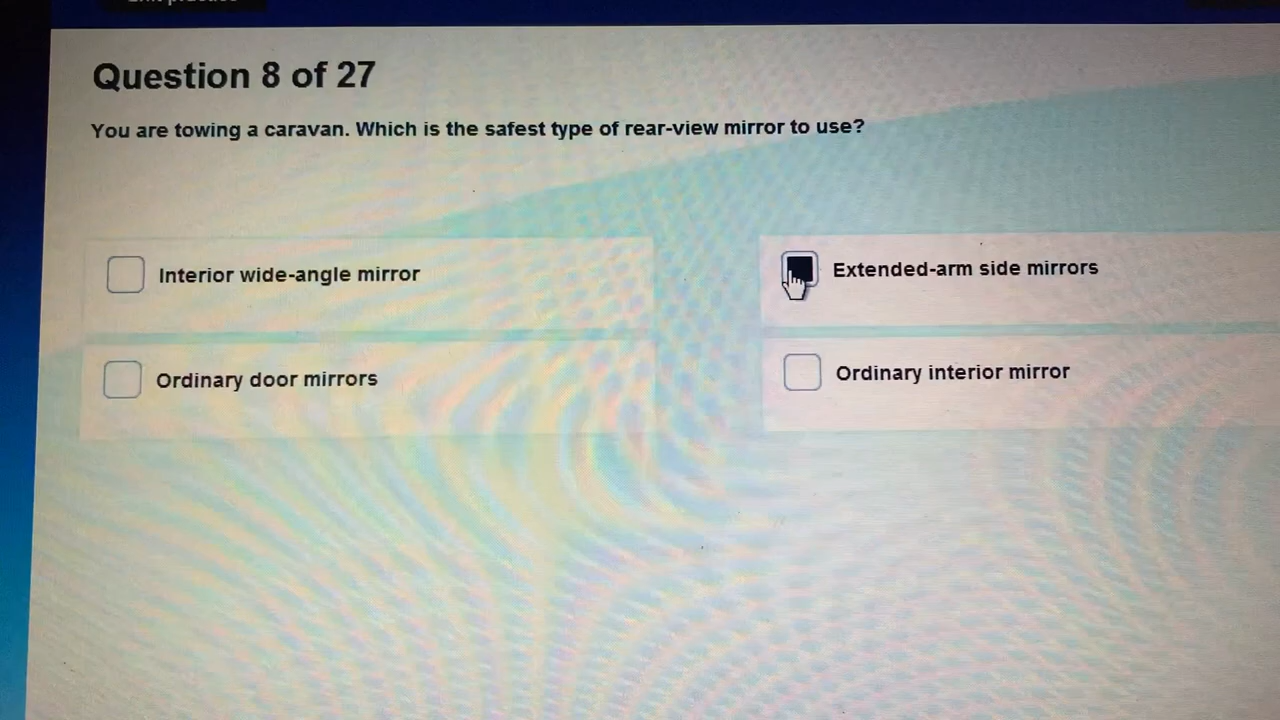 Question 8 of 27
You are towing a caravan. Which is the safest type of rear-view mirror to use?
Interior wide-angle mirror
Extended-arm side mirrors
Ordinary door mirrors
Ordinary interior mirror